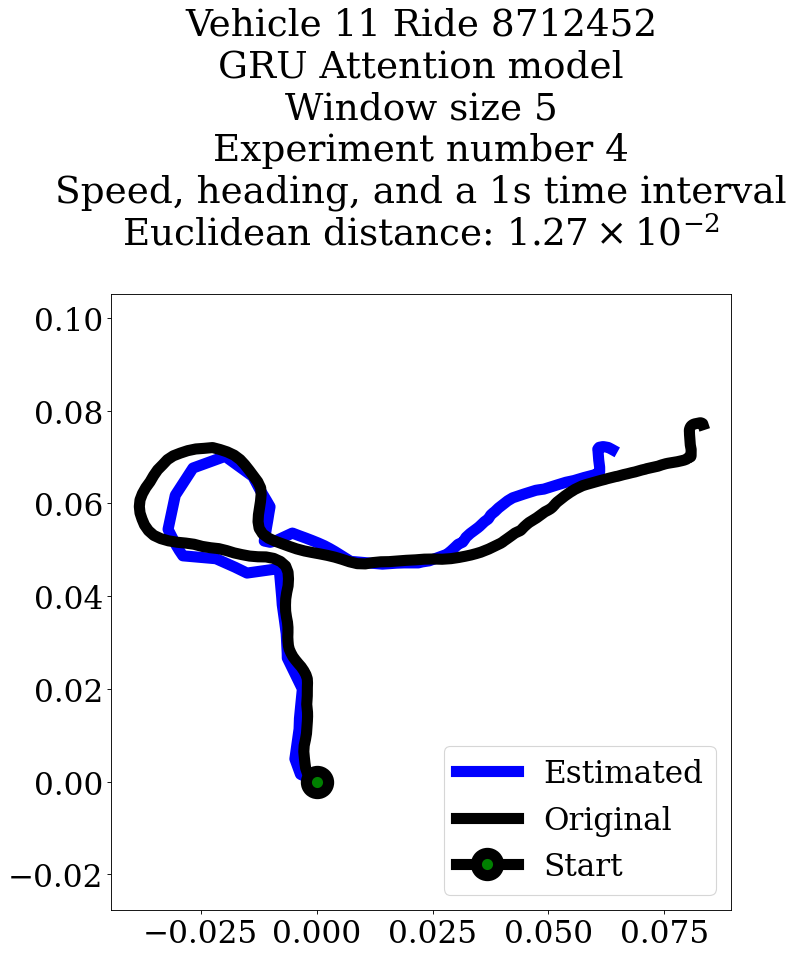 Vehicle 11 Ride 8712452
GRU Attention model
Window size 5
Experiment number 4
Speed, heading, and a 1s time interval
Euclidean distance: 1.27 × 10⁻²
0.10
0.08
0.06
0.04
0.02
0.00
−0.02
Estimated
Original
Start
−0.025 0.000 0.025 0.050 0.075